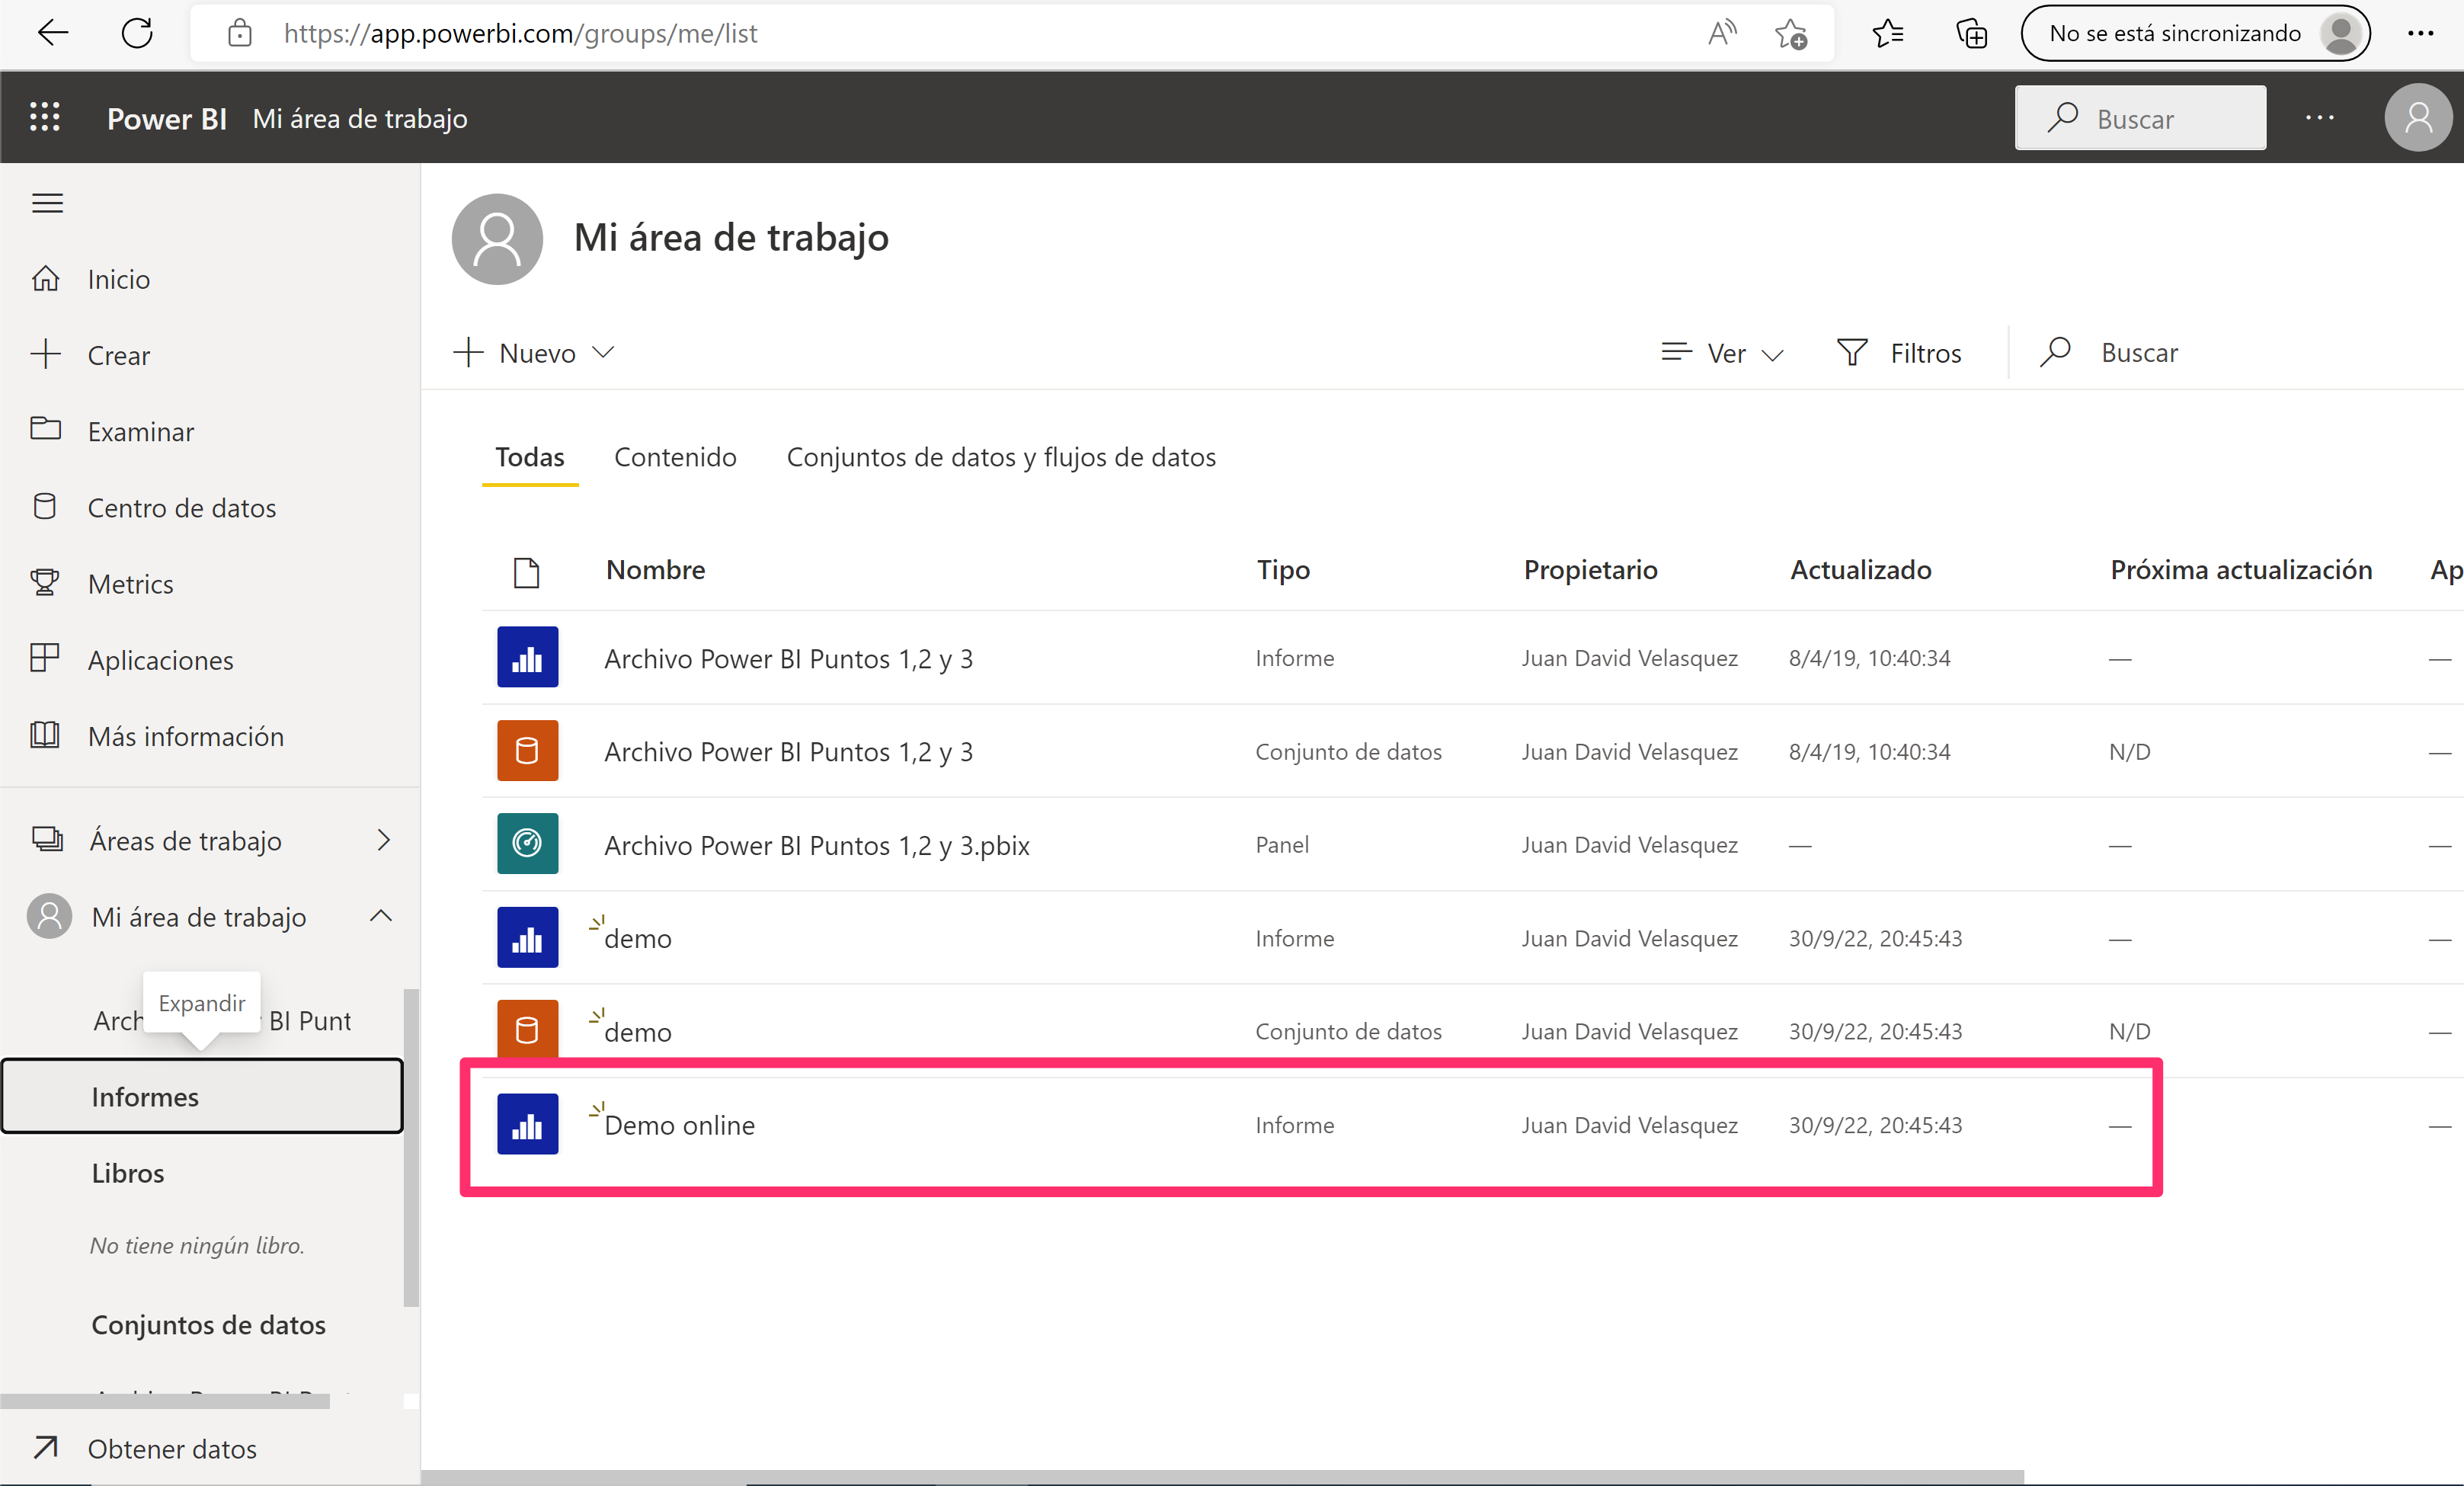 https://app.powerbi.com/groups/me/list
No se está sincronizando
Power BI Mi área de trabajo
Buscar
Mi área de trabajo
Inicio
Crear
Examinar
Centro de datos
Metrics
Aplicaciones
Más información
Áreas de trabajo
Mi área de trabajo
Expandir
BI Punt
Informes
Libros
No tiene ningún libro.
Conjuntos de datos
Obtener datos
Nuevo
Ver
Filtros
Buscar
Todas Contenido Conjuntos de datos y flujos de datos
Nombre Tipo Propietario Actualizado Próxima actualización Ap
Archivo Power BI Puntos 1,2 y 3 Informe Juan David Velasquez 8/4/19, 10:40:34 — —
Archivo Power BI Puntos 1,2 y 3 Conjunto de datos Juan David Velasquez 8/4/19, 10:40:34 N/D —
Archivo Power BI Puntos 1,2 y 3.pbix Panel Juan David Velasquez — — —
demo Informe Juan David Velasquez 30/9/22, 20:45:43 — —
demo Conjunto de datos Juan David Velasquez 30/9/22, 20:45:43 N/D —
Demo online Informe Juan David Velasquez 30/9/22, 20:45:43 — —